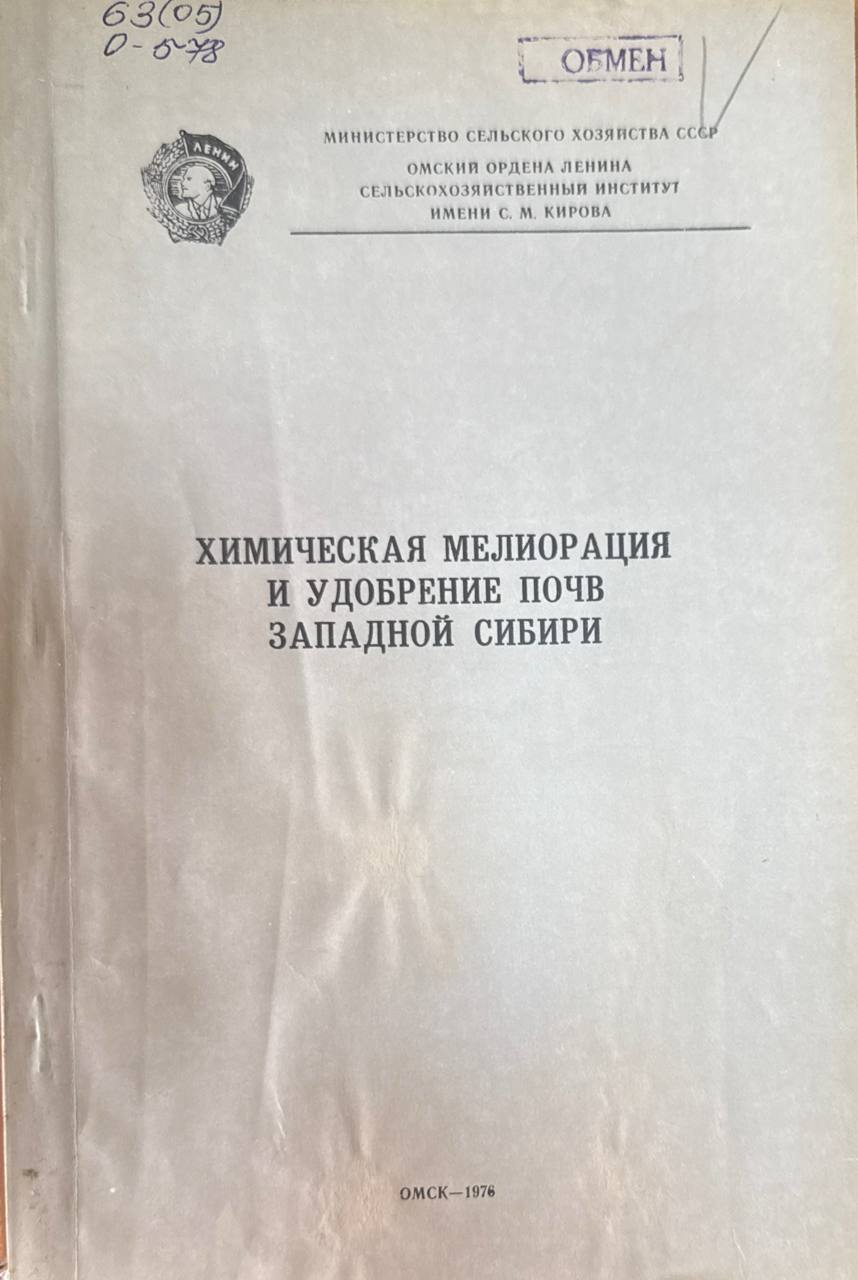 63(05)
О-578
ОБМЕН
МИНИСТЕРСТВО СЕЛЬСКОГО ХОЗЯЙСТВА СССР
ОМСКИЙ ОРДЕНА ЛЕНИНА
СЕЛЬСКОХОЗЯЙСТВЕННЫЙ ИНСТИТУТ
ИМЕНИ С. М. КИРОВА
ЛЕНИН
ХИМИЧЕСКАЯ МЕЛИОРАЦИЯ
И УДОБРЕНИЕ ПОЧВ
ЗАПАДНОЙ СИБИРИ
ОМСК—1976